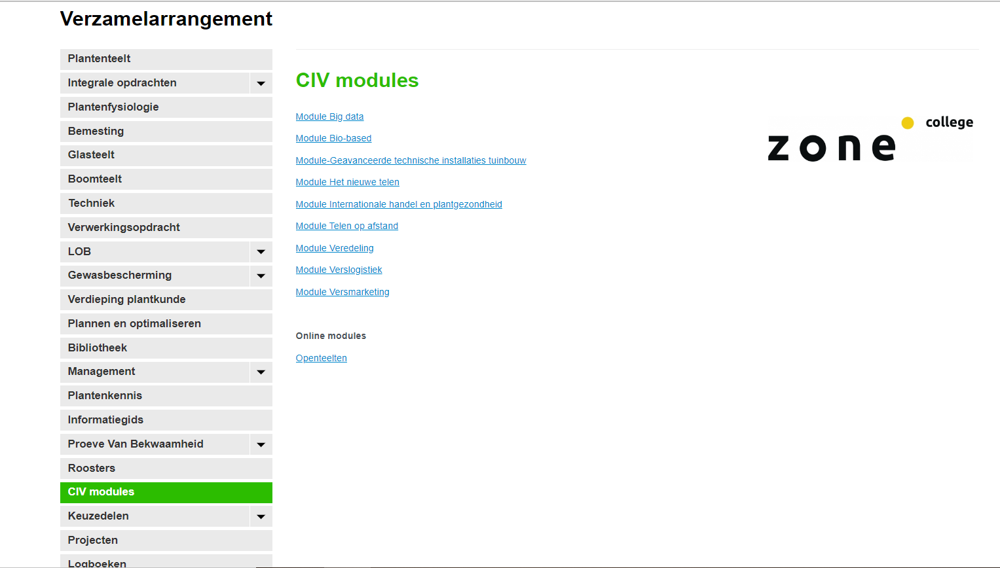 Verzamelarrangement
Plantenteelt
Integrale opdrachten
Plantenfysiologie
Bemesting
Glasteelt
Boomteelt
Techniek
Verwerkingsopdracht
LOB
Gewasbescherming
Verdieping plantkunde
Plannen en optimaliseren
Bibliotheek
Management
Plantenkennis
Informatiegids
Proeve Van Bekwaamheid
Roosters
CIV modules
Keuzedelen
Projecten
Logboeken
CIV modules
Module Big data
Module Bio-based
Module-Geavanceerde technische installaties tuinbouw
Module Het nieuwe telen
Module Internationale handel en plantgezondheid
Module Telen op afstand
Module Veredeling
Module Verslogistiek
Module Versmarketing
Online modules
Openteelten
zone college